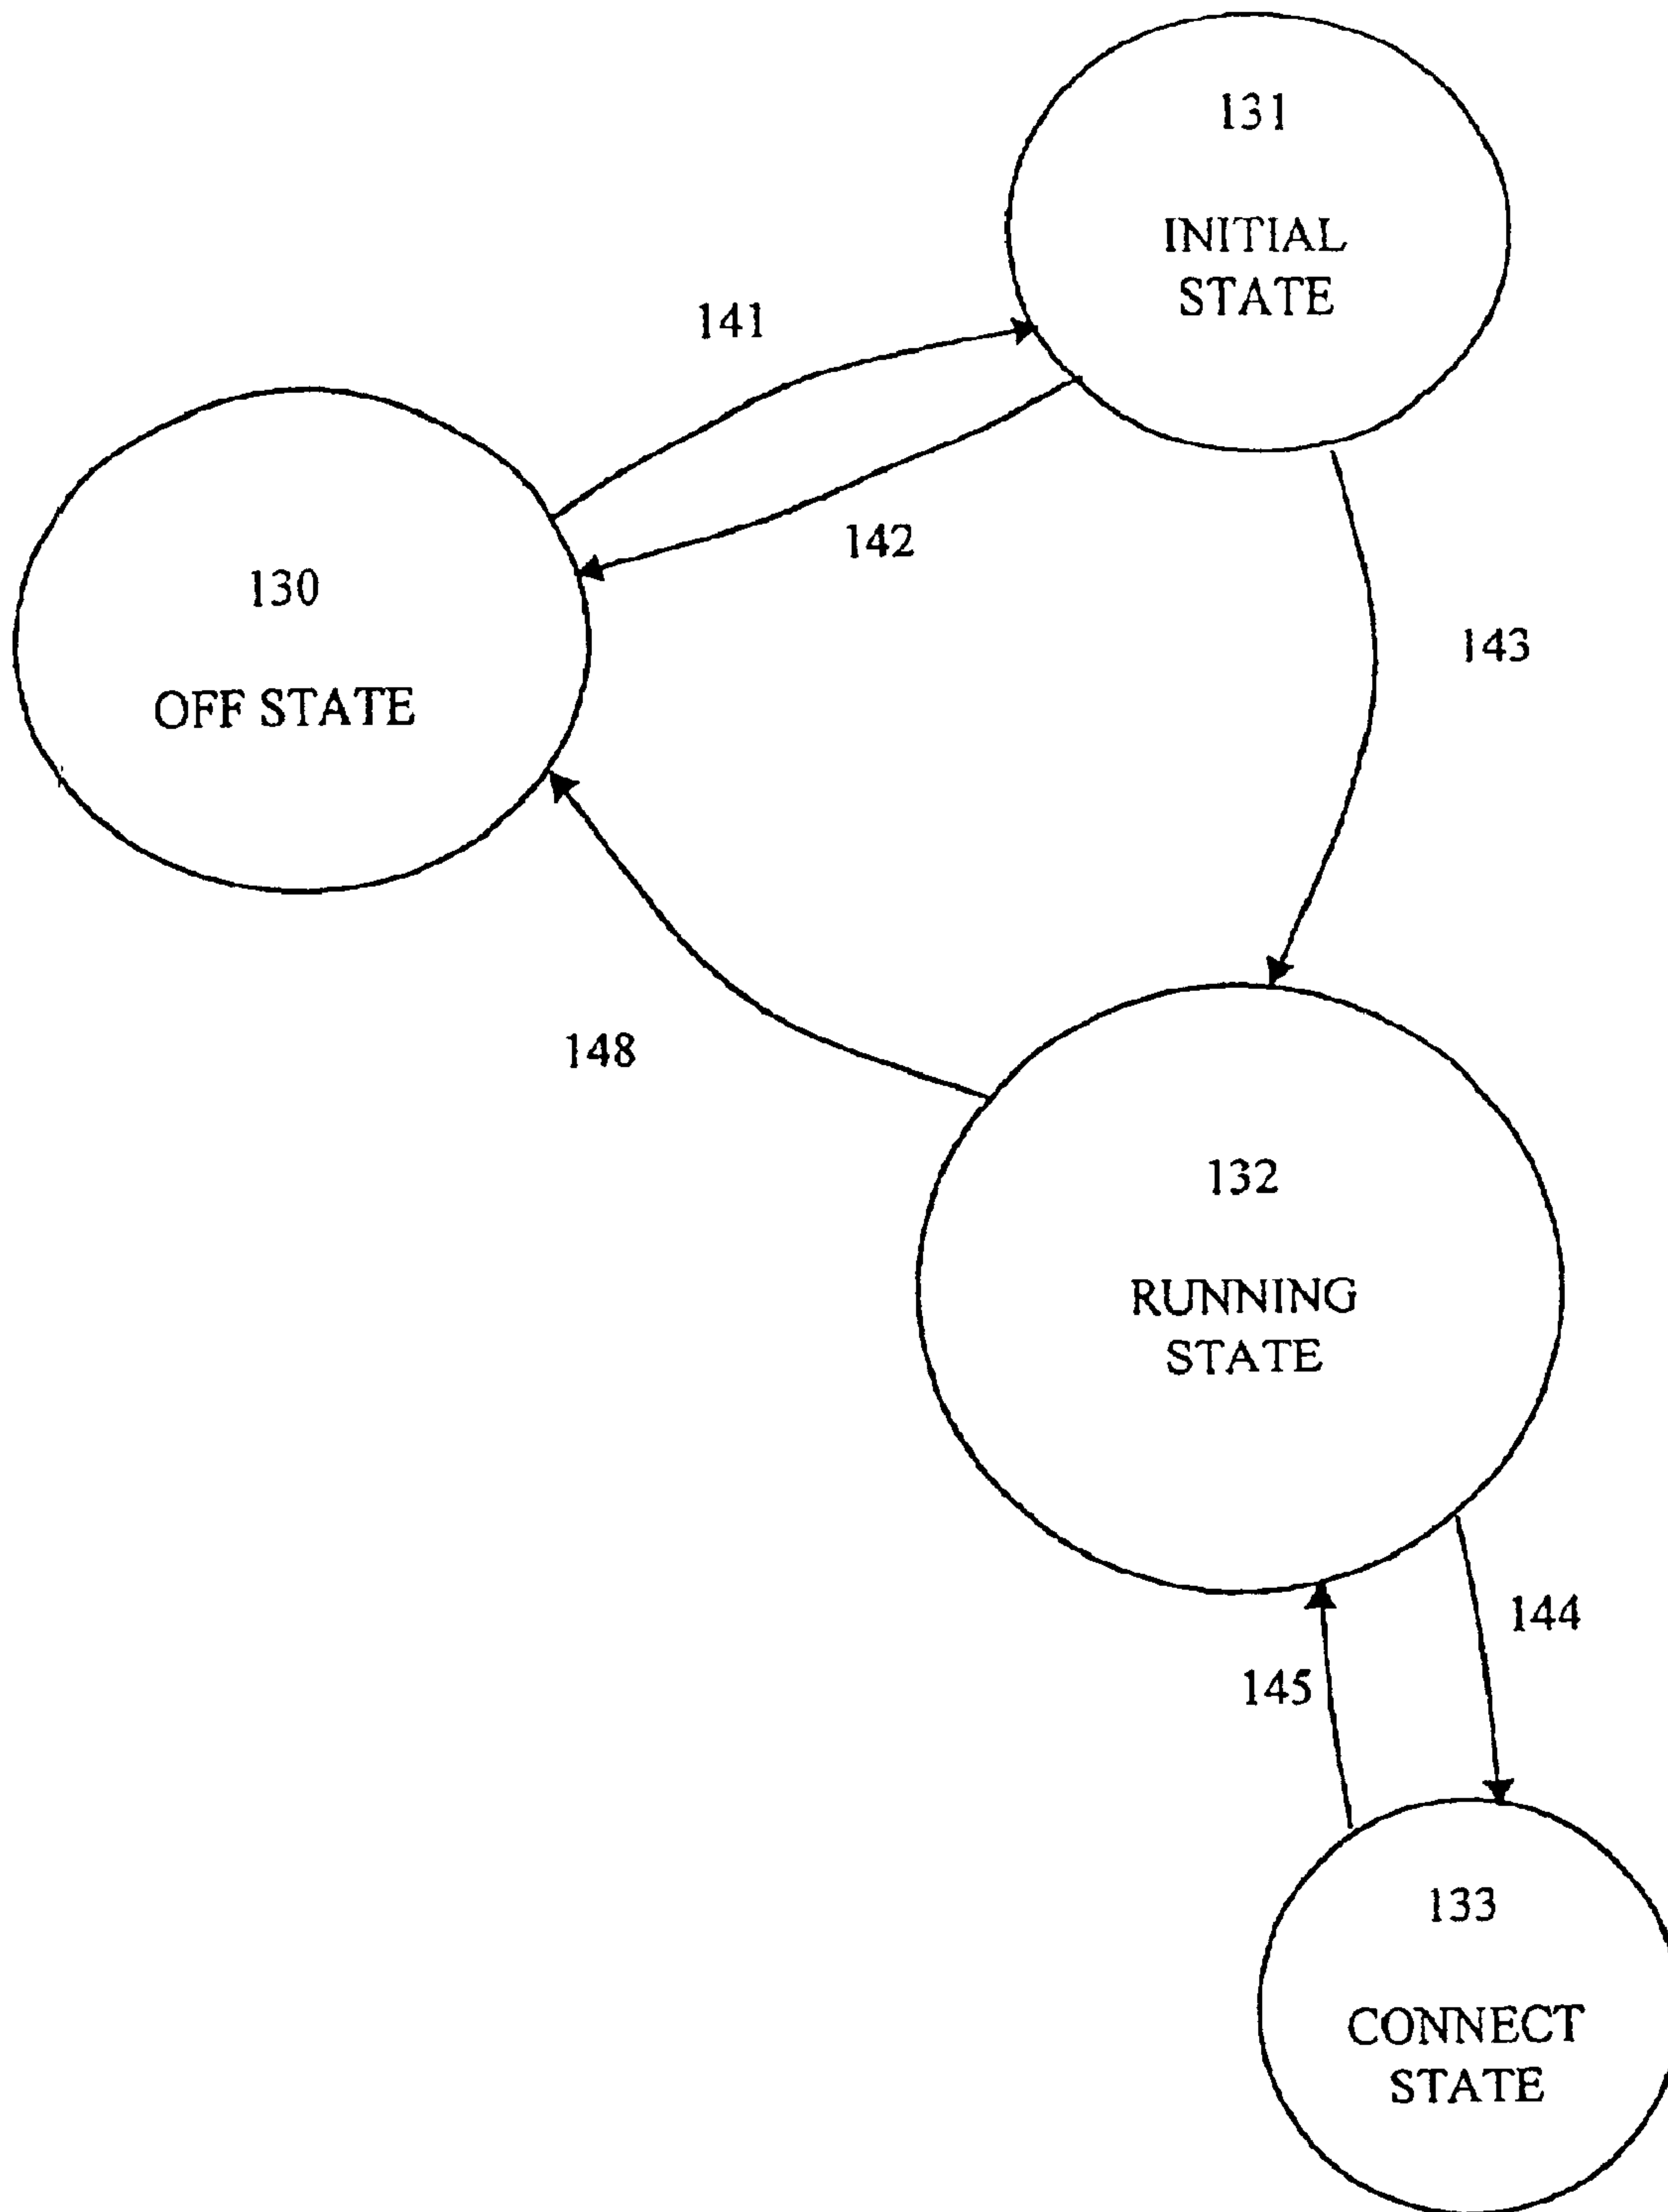 131
INITIAL
STATE
141
142
130
OFF STATE
143
148
132
RUNNING
STATE
144
145
133
CONNECT
STATE